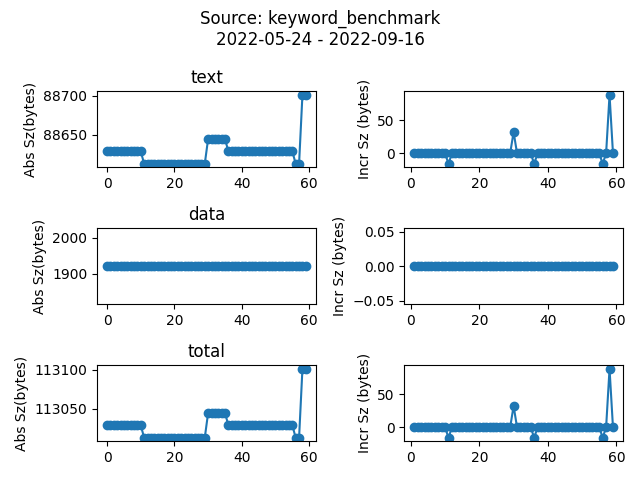 Source: keyword_benchmark
2022-05-24 - 2022-09-16
text
Abs Sz(bytes)
88700
88650
0 20 40 60
Incr Sz (bytes)
50
0
0 20 40 60
data
Abs Sz(bytes)
2000
1900
0 20 40 60
Incr Sz (bytes)
0.05
0.00
−0.05
0 20 40 60
total
Abs Sz(bytes)
113100
113050
0 20 40 60
Incr Sz (bytes)
50
0
0 20 40 60